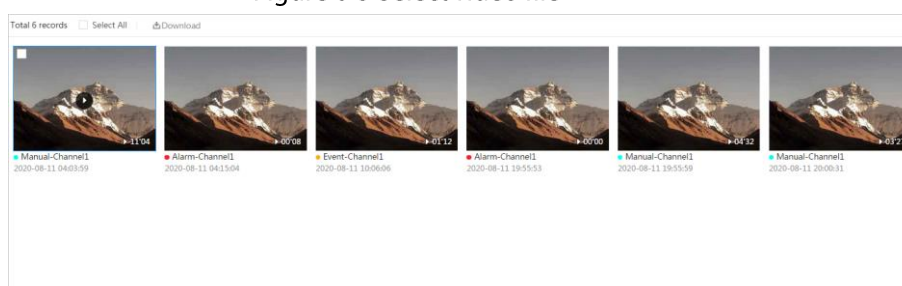 Total 6 records Select All Download
11:04 00:08 01:12 00:00 04:32
Manual-Channel1 Alarm-Channel1 Event-Channel1 Alarm-Channel1 Manual-Channel1 Manual-Channel1
2020-08-11 04:03:59 2020-08-11 04:15:04 2020-08-11 10:06:06 2020-08-11 19:55:53 2020-08-11 19:55:59 2020-08-11 20:00:31